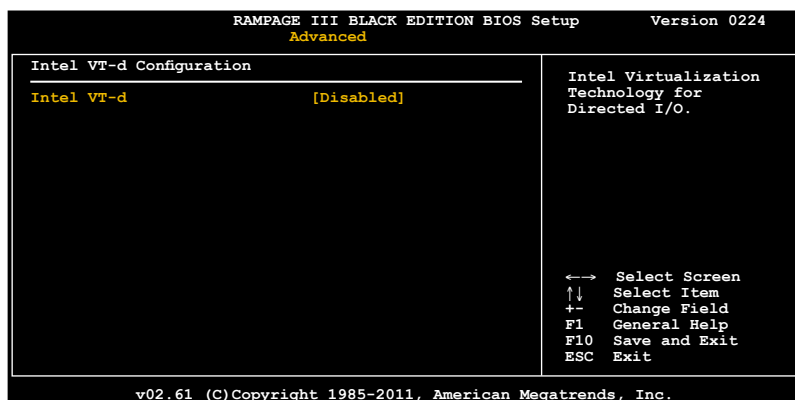 RAMPAGE III BLACK EDITION BIOS Setup Version 0224
Advanced
Intel VT-d Configuration
Intel VT-d [Disabled]
Intel Virtualization
Technology for
Directed I/O.
←→ Select Screen
↑↓ Select Item
+- Change Field
F1 General Help
F10 Save and Exit
ESC Exit
v02.61 (C)Copyright 1985-2011, American Megatrends, Inc.